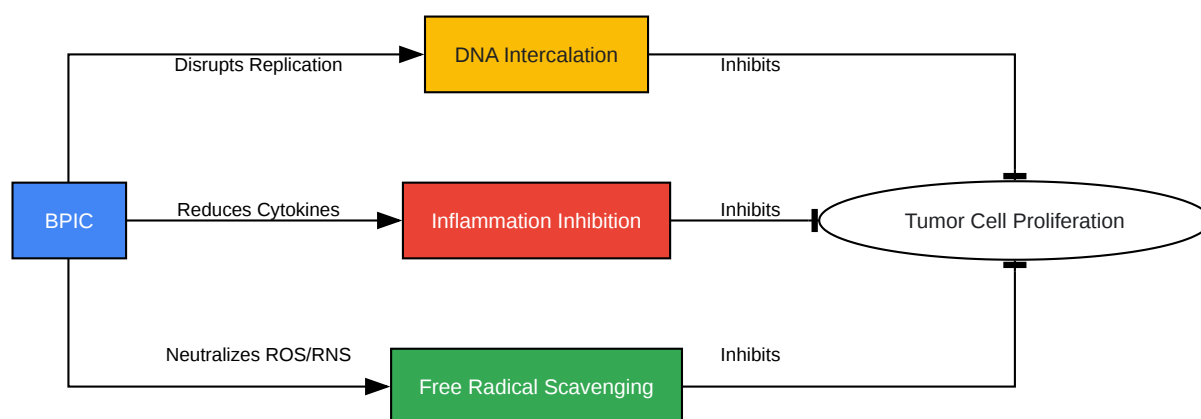 DNA Intercalation
Disrupts Replication
Inhibits
BPIC
Reduces Cytokines
Inflammation Inhibition
Inhibits
Tumor Cell Proliferation
Neutralizes ROS/RNS
Inhibits
Free Radical Scavenging